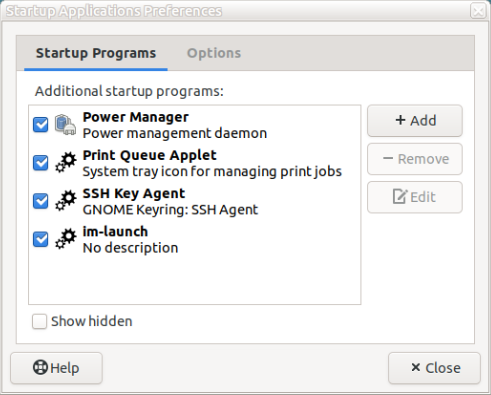 Startup Applications Preferences
Startup Programs
Options
Additional startup programs:
Power Manager
Power management daemon
Print Queue Applet
System tray icon for managing print jobs
SSH Key Agent
GNOME Keyring: SSH Agent
im-launch
No description
Add
Remove
Edit
Show hidden
Help
Close